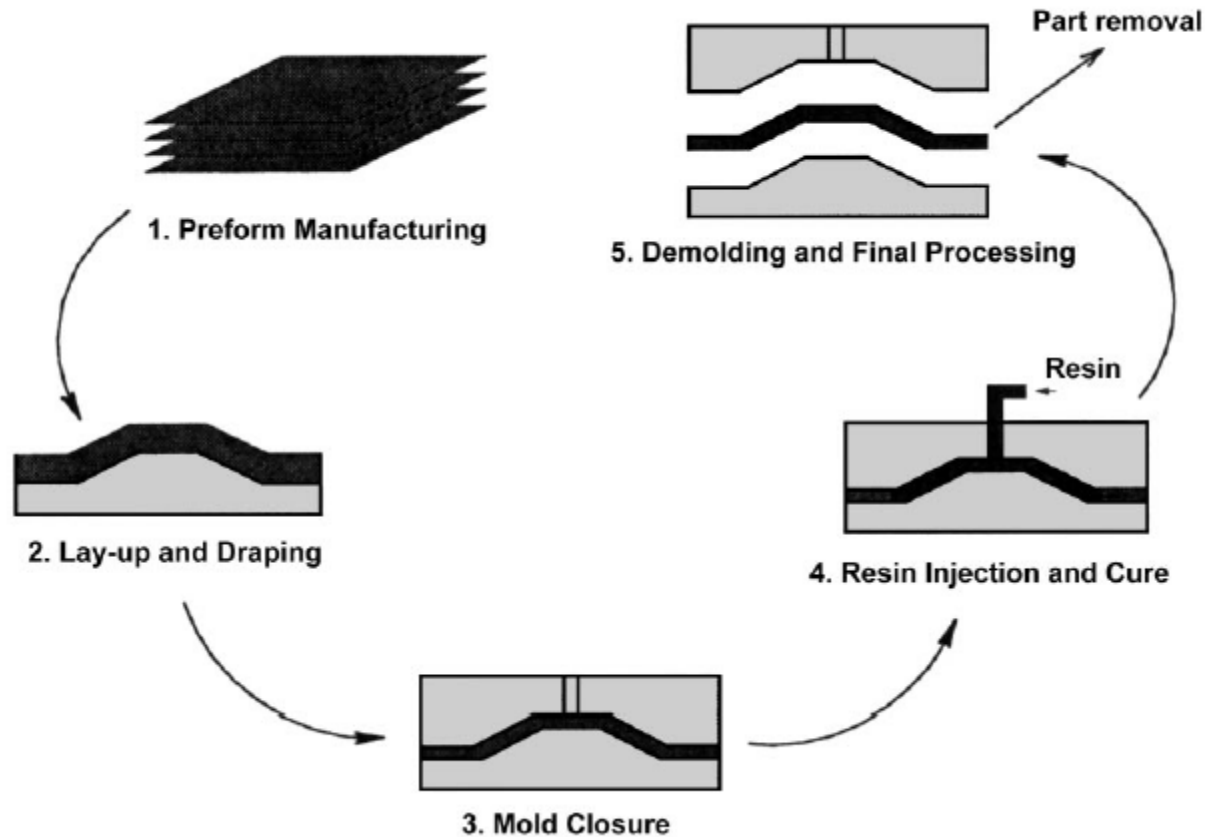 1. Preform Manufacturing
2. Lay-up and Draping
3. Mold Closure
4. Resin Injection and Cure
Resin
5. Demolding and Final Processing
Part removal